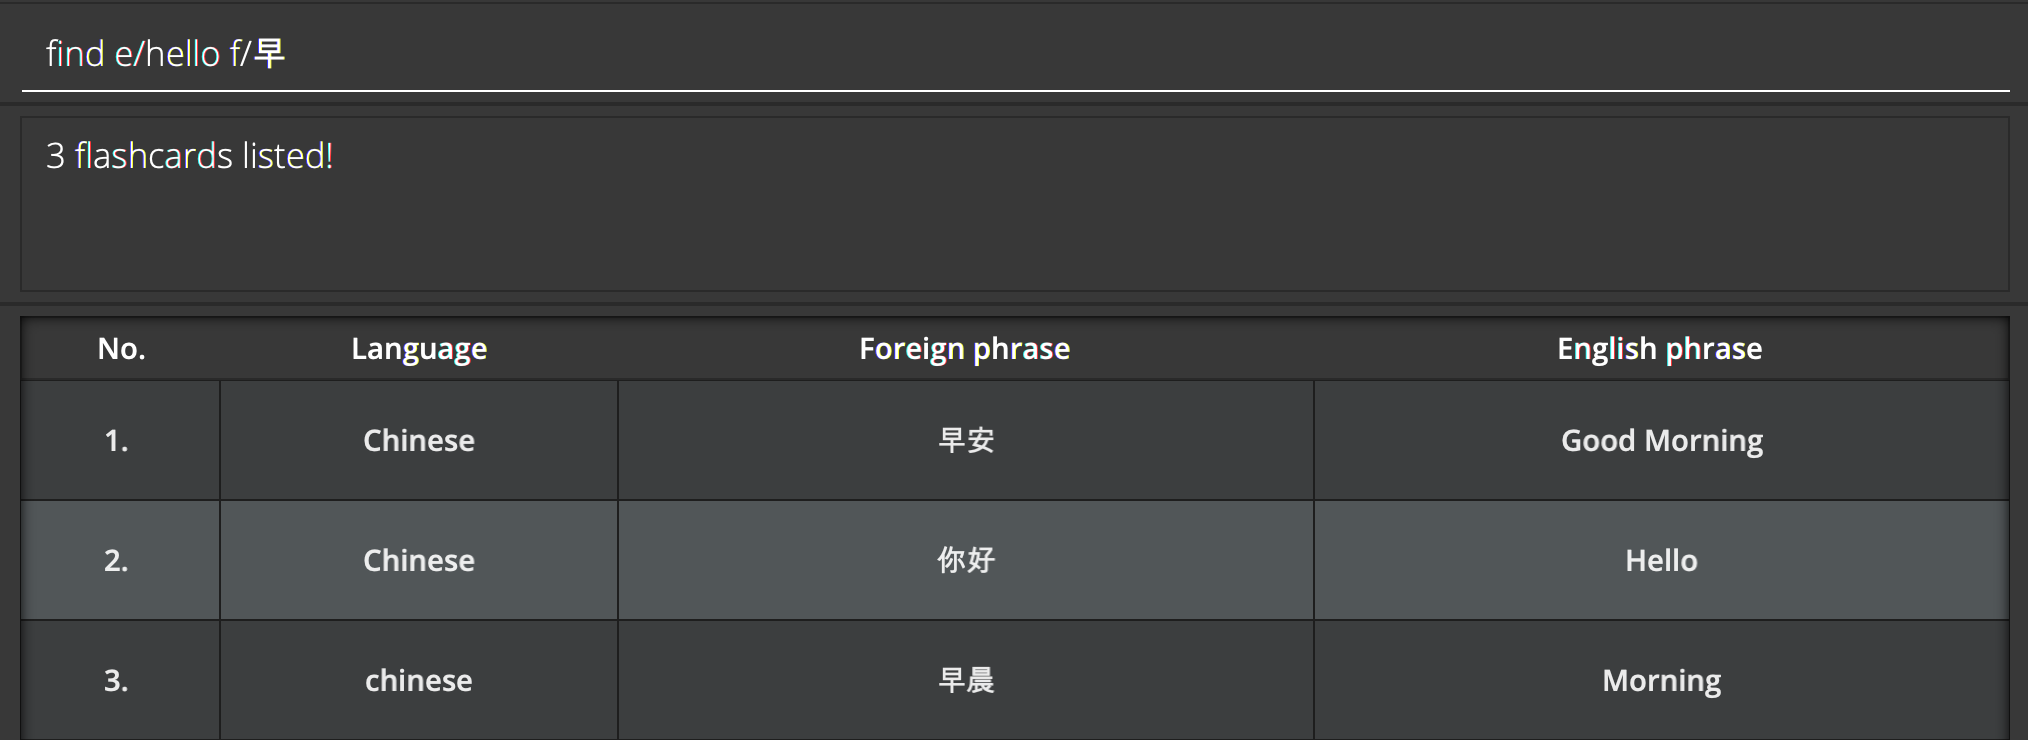 find e/hello f/早
3 flashcards listed!
No. Language Foreign phrase English phrase
1. Chinese 早安 Good Morning
2. Chinese 你好 Hello
3. chinese 早晨 Morning